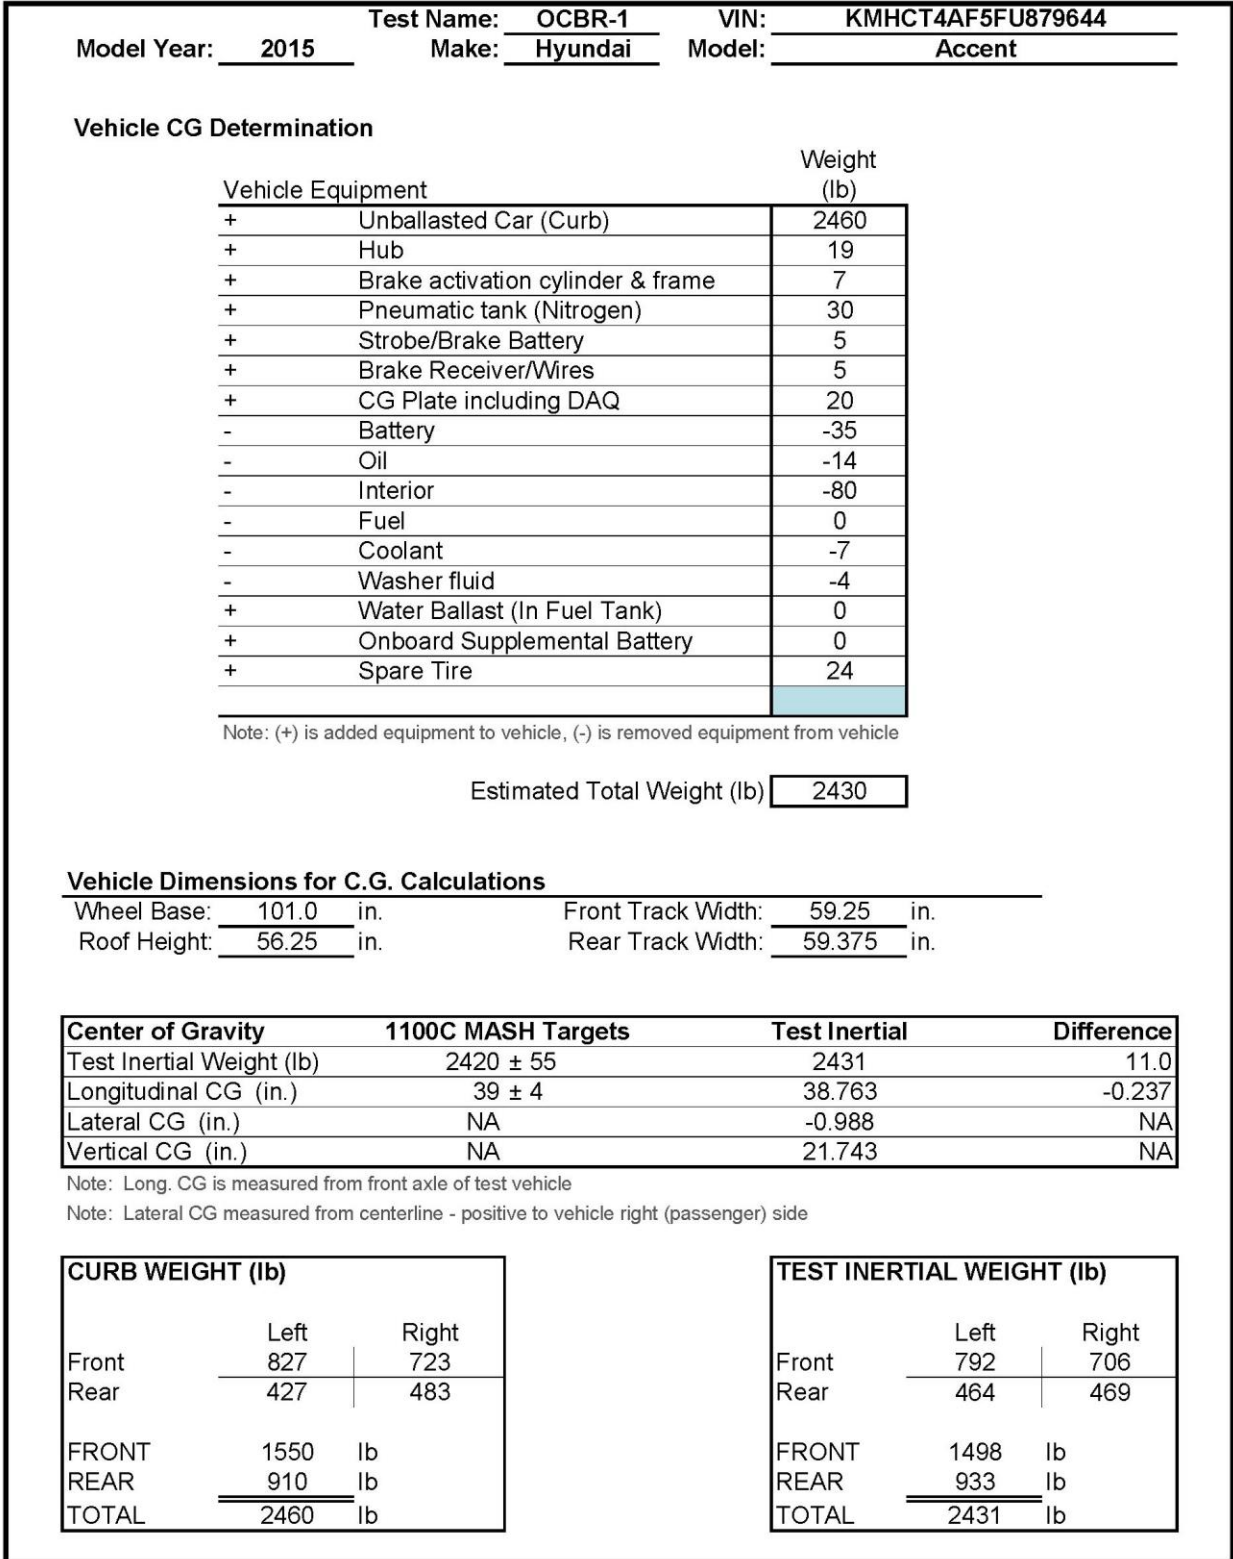 Test Name: OCBR-1 VIN: KMHCT4AF5FU879644
Model Year: 2015 Make: Hyundai Model: Accent
Vehicle CG Determination
Weight
Vehicle Equipment (lb)
+ Unballasted Car (Curb) 2460
+ Hub 19
+ Brake activation cylinder & frame 7
+ Pneumatic tank (Nitrogen) 30
+ Strobe/Brake Battery 5
+ Brake Receiver/Wires 5
+ CG Plate including DAQ 20
- Battery -35
- Oil -14
- Interior -80
- Fuel 0
- Coolant -7
- Washer fluid -4
+ Water Ballast (In Fuel Tank) 0
+ Onboard Supplemental Battery 0
+ Spare Tire 24
Note: (+) is added equipment to vehicle, (-) is removed equipment from vehicle
Estimated Total Weight (lb) 2430
Vehicle Dimensions for C.G. Calculations
Wheel Base: 101.0 in. Front Track Width: 59.25 in.
Roof Height: 56.25 in. Rear Track Width: 59.375 in.
Center of Gravity 1100C MASH Targets Test Inertial Difference
Test Inertial Weight (lb) 2420 ± 55 2431 11.0
Longitudinal CG (in.) 39 ± 4 38.763 -0.237
Lateral CG (in.) NA -0.988 NA
Vertical CG (in.) NA 21.743 NA
Note: Long. CG is measured from front axle of test vehicle
Note: Lateral CG measured from centerline - positive to vehicle right (passenger) side
CURB WEIGHT (lb)
Left Right
Front 827 723
Rear 427 483
FRONT 1550 lb
REAR 910 lb
TOTAL 2460 lb
TEST INERTIAL WEIGHT (lb)
Left Right
Front 792 706
Rear 464 469
FRONT 1498 lb
REAR 933 lb
TOTAL 2431 lb